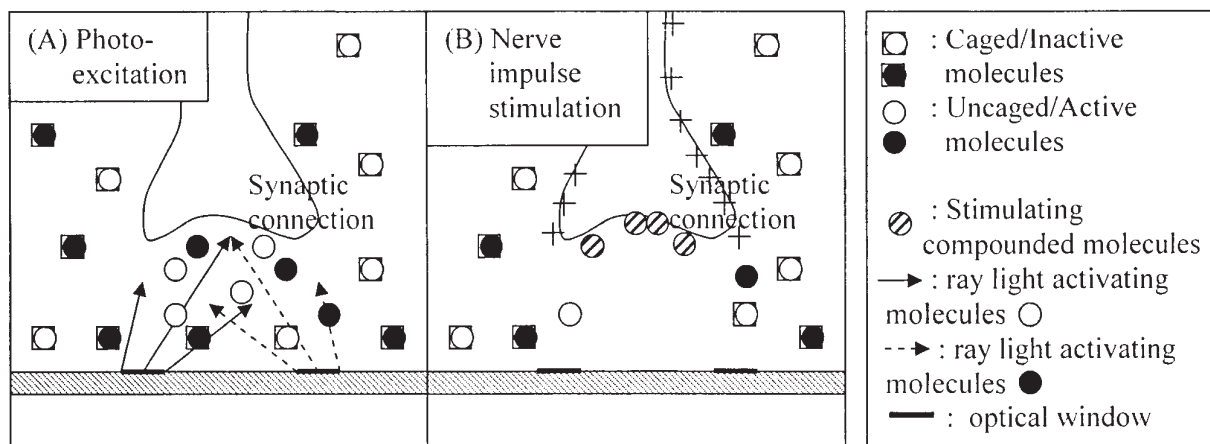 (A) Photo-
excitation
Synaptic
connection
(B) Nerve
impulse
stimulation
Synaptic
connection
: Caged/Inactive
molecules
: Uncaged/Active
molecules
: Stimulating
compounded molecules
: ray light activating
molecules
: ray light activating
molecules
: optical window